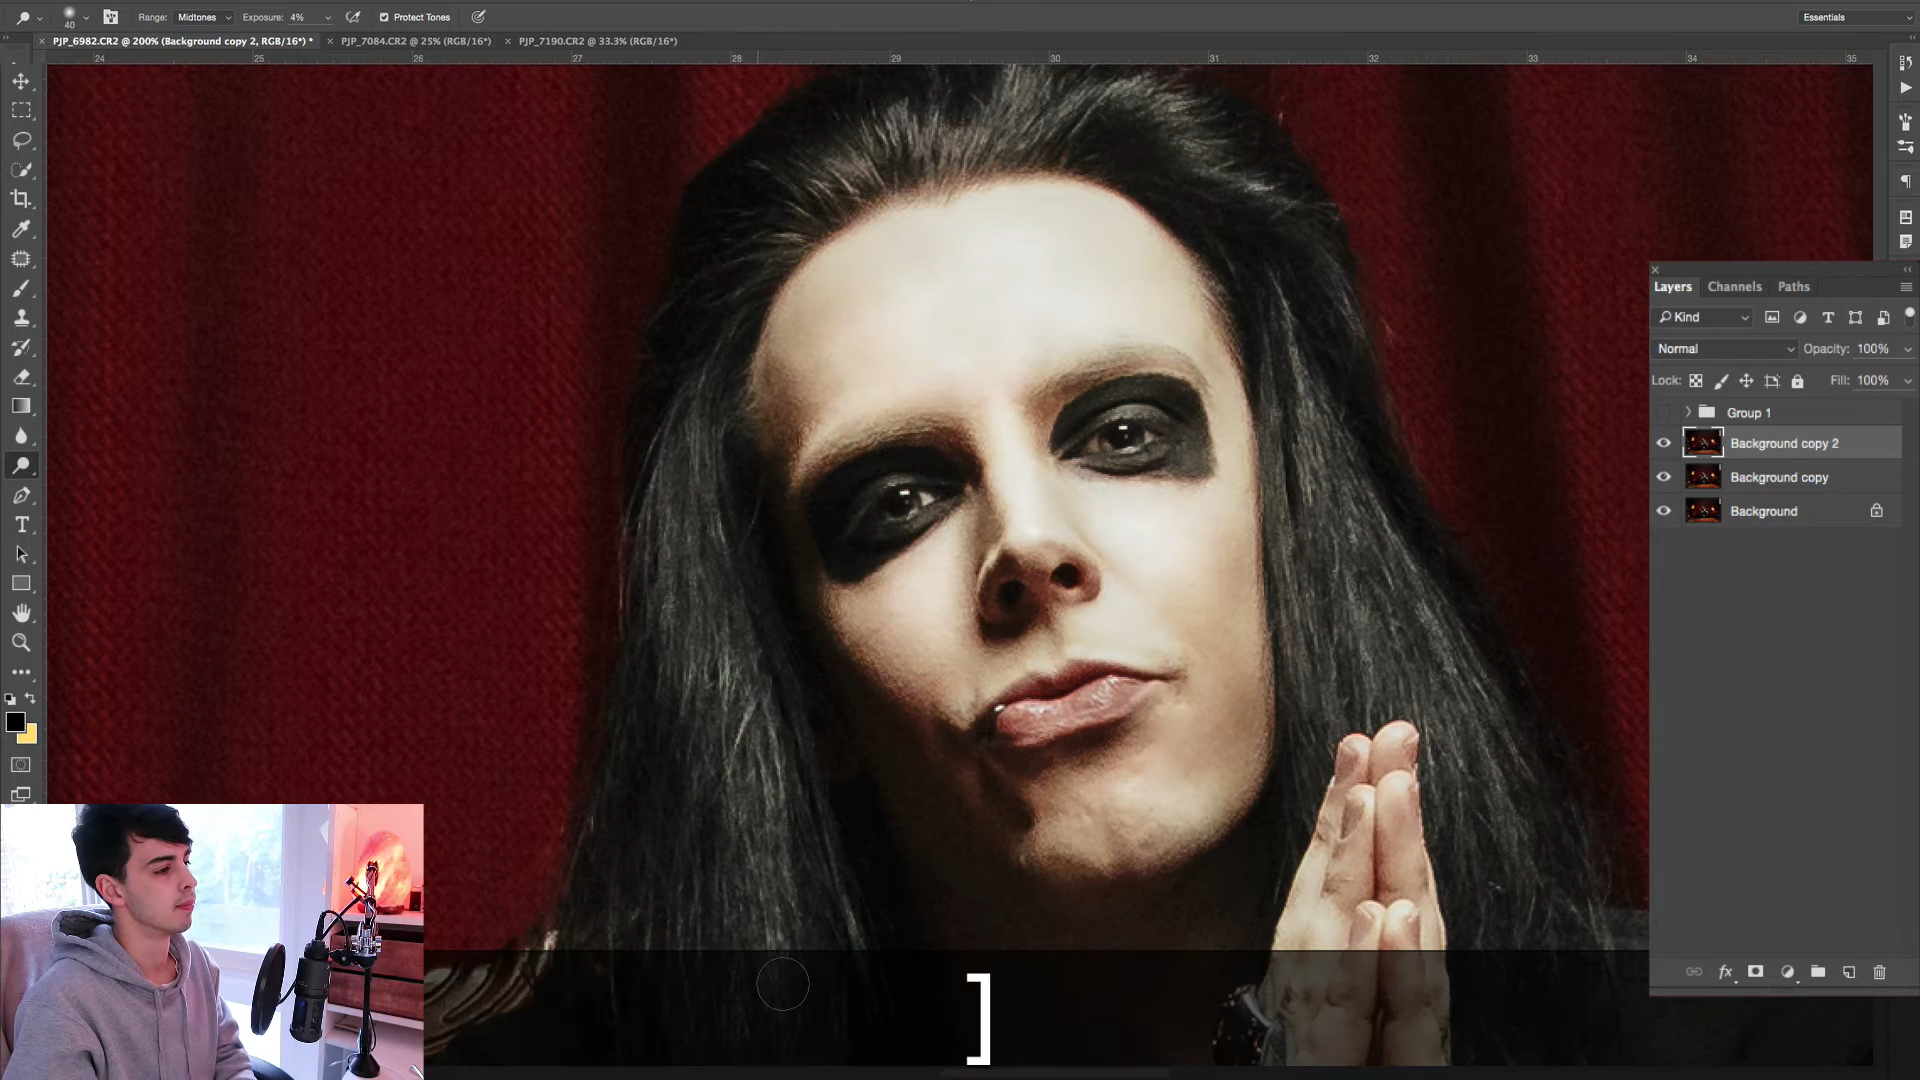 40
Range: Midtones Exposure: 4% Protect Tones Essentials
PJP_6982.CR2 @ 200% (Background copy 2, RGB/16*) * PJP_7084.CR2 @ 25% (RGB/16*) PJP_7190.CR2 @ 33.3% (RGB/16*)
24 25 26 27 28 29 30 31 32 33 34 35
Layers Channels Paths
Kind
Normal Opacity: 100%
Lock: Fill: 100%
Group 1
Background copy 2
Background copy
Background
fx
]